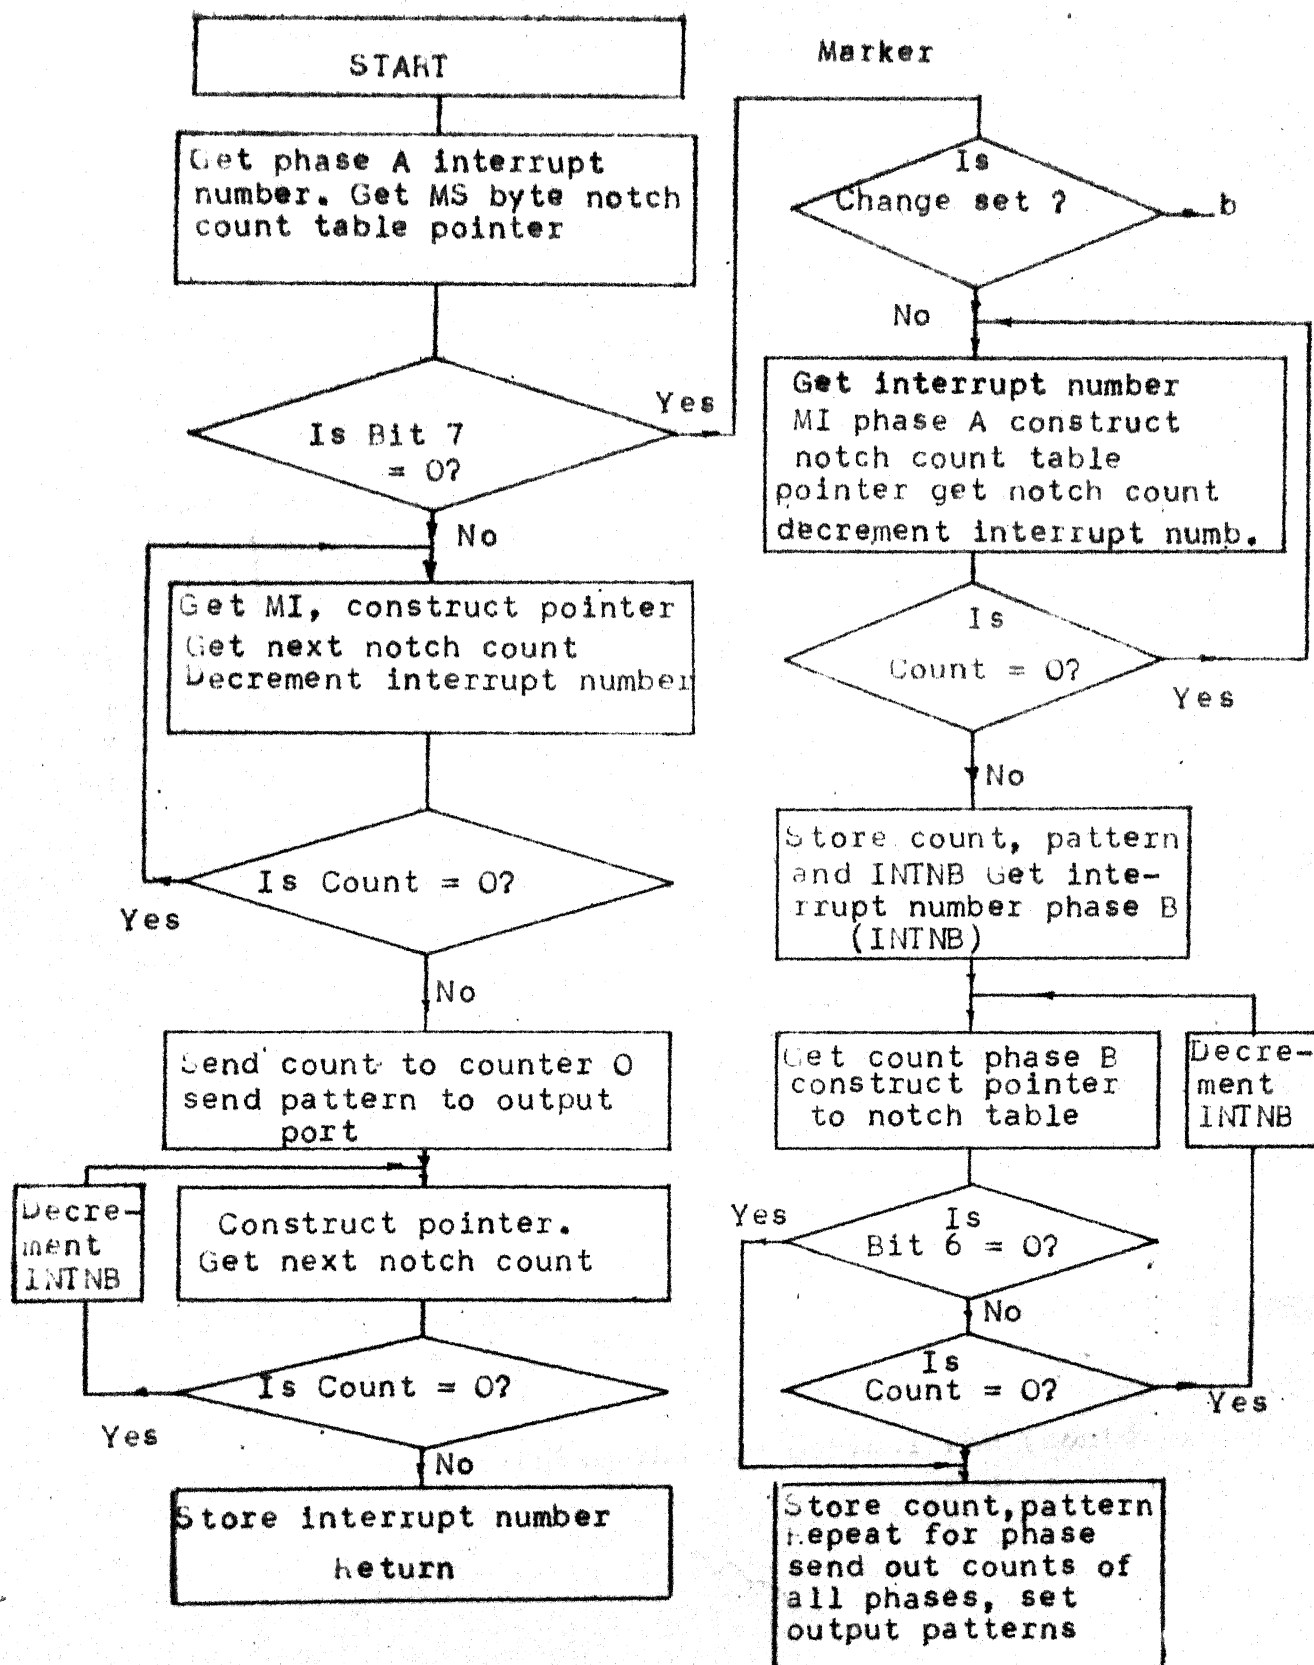 START
Get phase A interrupt
number. Get MS byte notch
count table pointer
Is Bit 7
= 0?
Yes
No
Get MI, construct pointer
Get next notch count
Decrement interrupt number
Is Count = 0?
Yes
No
Send count to counter 0
send pattern to output
port
Decre-
ment
INTNB
Construct pointer.
Get next notch count
Is Count = 0?
Yes
No
Store interrupt number
Return
Marker
Is
Change set ?
b
No
Get interrupt number
MI phase A construct
notch count table
pointer get notch count
decrement interrupt numb.
Is
Count = 0?
Yes
No
Store count, pattern
and INTNB Get inte-
rrupt number phase B
(INTNB)
Get count phase B
construct pointer
to notch table
Decre-
ment
INTNB
Yes
Is
Bit 6 = 0?
No
Is
Count = 0?
Yes
Store count,pattern
Repeat for phase
send out counts of
all phases, set
output patterns